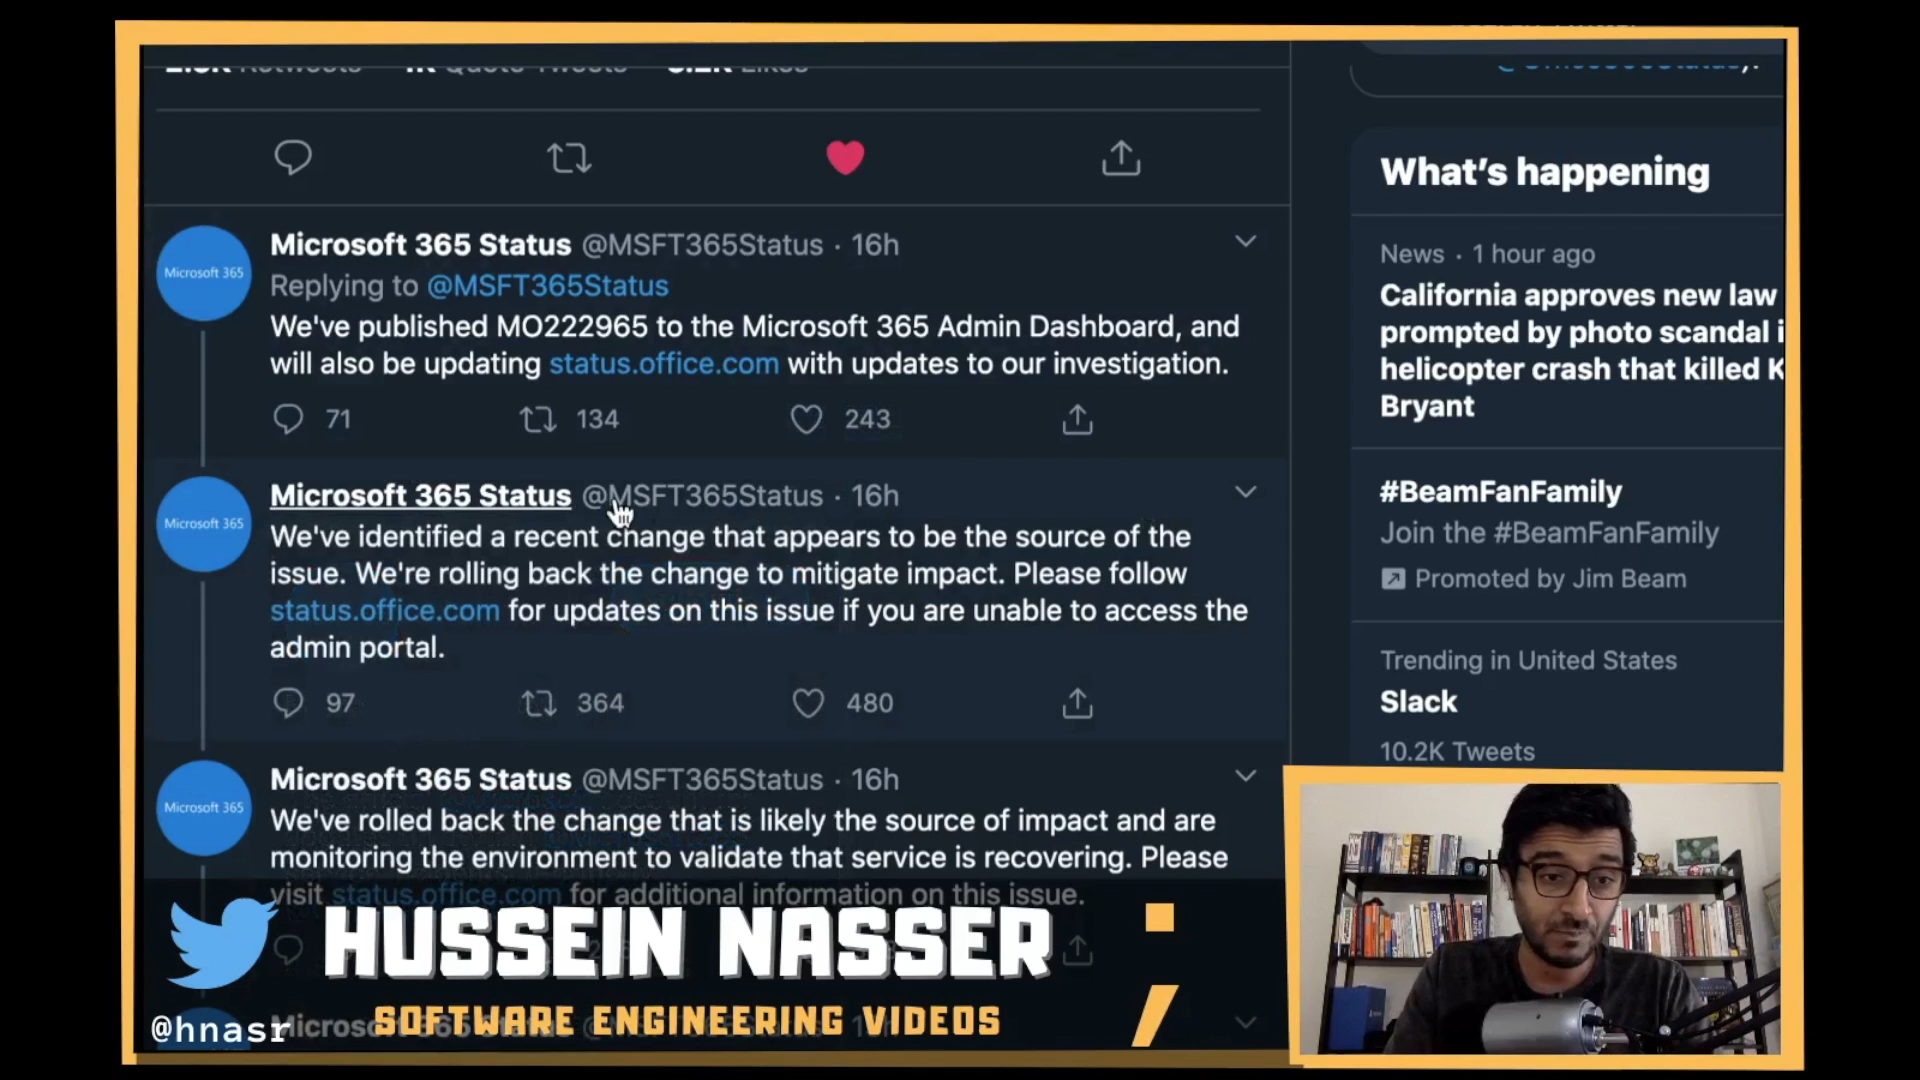 What's happening
Microsoft 365
Microsoft 365 Status @MSFT365Status · 16h
Replying to @MSFT365Status
We've published MO222965 to the Microsoft 365 Admin Dashboard, and
will also be updating status.office.com with updates to our investigation.
71 134 243
Microsoft 365
Microsoft 365 Status @MSFT365Status · 16h
We've identified a recent change that appears to be the source of the
issue. We're rolling back the change to mitigate impact. Please follow
status.office.com for updates on this issue if you are unable to access the
admin portal.
97 364 480
Microsoft 365
Microsoft 365 Status @MSFT365Status · 16h
We've rolled back the change that is likely the source of impact and are
monitoring the environment to validate that service is recovering. Please
visit status.office.com for additional information on this issue.
News · 1 hour ago
California approves new law
prompted by photo scandal i
helicopter crash that killed K
Bryant
#BeamFanFamily
Join the #BeamFanFamily
Promoted by Jim Beam
Trending in United States
Slack
10.2K Tweets
HUSSEIN NASSER
SOFTWARE ENGINEERING VIDEOS
;
@hnasr